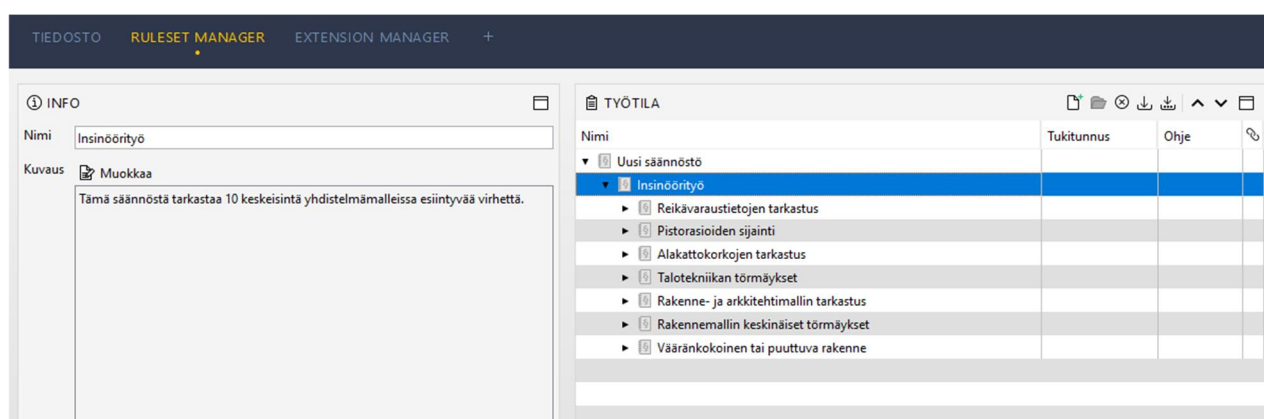 TIEDOSTO RULESET MANAGER EXTENSION MANAGER +
INFO
Nimi Insinöörityö
Kuvaus Muokkaa
Tämä säännöstä tarkastaa 10 keskeisintä yhdistelmämalleissa esiintyvää virhettä.
TYÖTILA
Nimi Tukitunnus Ohje
Uusi säännöstö
Insinöörityö
Reikävaraustietojen tarkastus
Pistorasioiden sijainti
Alakattokorkojen tarkastus
Talotekniikan törmäykset
Rakenne- ja arkkitehtimallin tarkastus
Rakennemallin keskinäiset törmäykset
Vääränkokoinen tai puuttuva rakenne